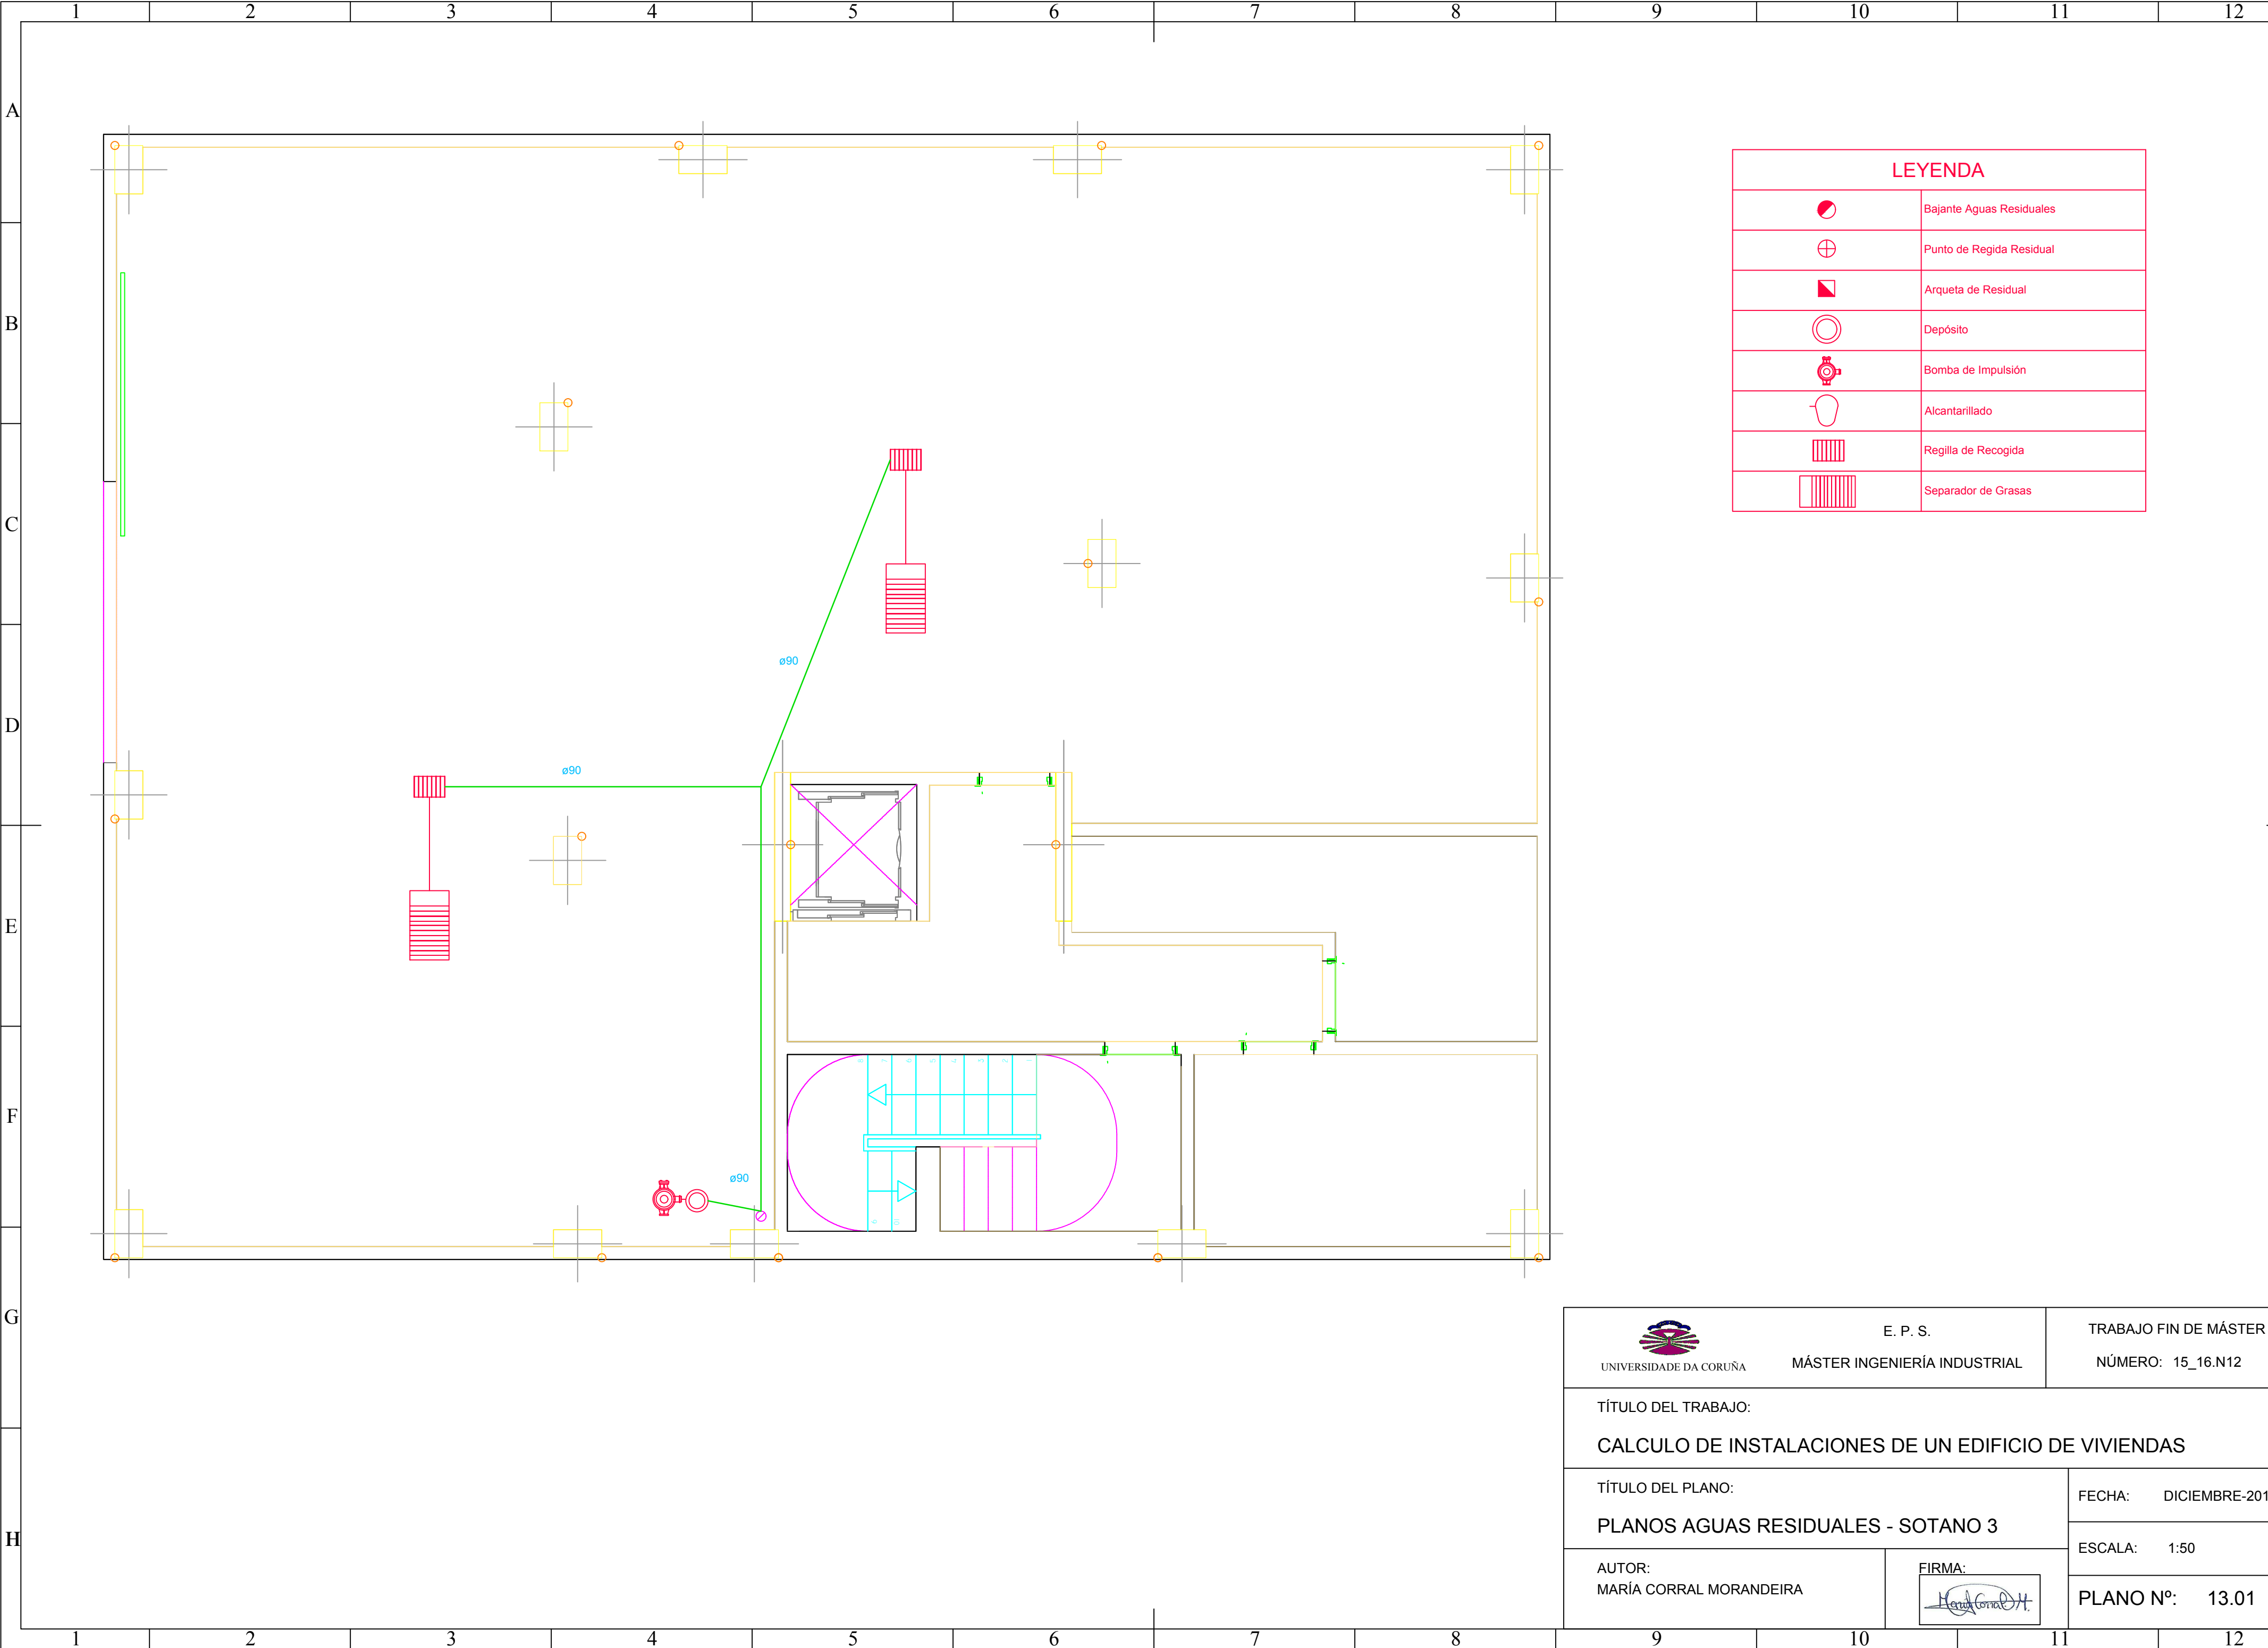 1 2 3 4 5 6 7 8 9 10 11 12
A
B
C
D
E
F
G
H
LEYENDA
Bajante Aguas Residuales
Punto de Regida Residual
Arqueta de Residual
Depósito
Bomba de Impulsión
Alcantarillado
Regilla de Recogida
Separador de Grasas
ø90
ø90
ø90
UNIVERSIDADE DA CORUÑA
E. P. S.
MÁSTER INGENIERÍA INDUSTRIAL
TRABAJO FIN DE MÁSTER
NÚMERO: 15_16.N12
TÍTULO DEL TRABAJO:
CALCULO DE INSTALACIONES DE UN EDIFICIO DE VIVIENDAS
TÍTULO DEL PLANO:
PLANOS AGUAS RESIDUALES - SOTANO 3
FECHA: DICIEMBRE-201
ESCALA: 1:50
AUTOR:
MARÍA CORRAL MORANDEIRA
FIRMA:
María Corral M.
PLANO Nº: 13.01
1 2 3 4 5 6 7 8 9 10 11 12